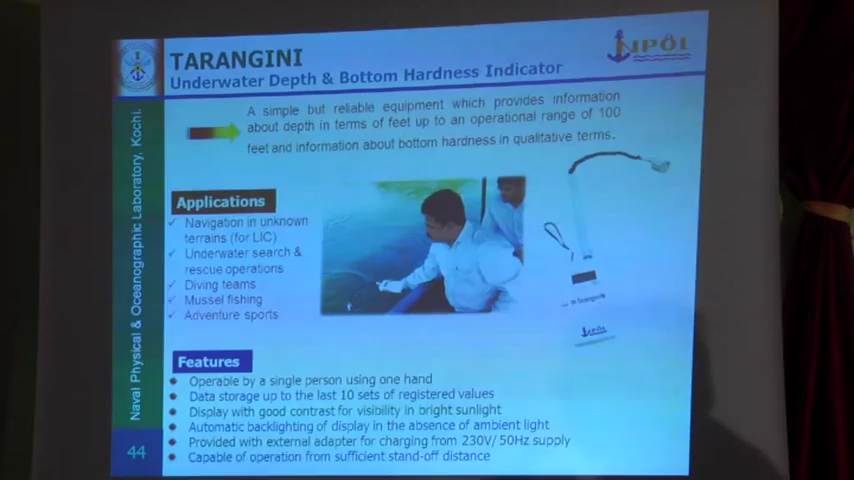 TARANGINI
Underwater Depth & Bottom Hardness Indicator
NPOL
Naval Physical & Oceanographic Laboratory, Kochi.
A simple but reliable equipment which provides information
about depth in terms of feet up to an operational range of 100
feet and information about bottom hardness in qualitative terms.
Applications
Navigation in unknown
terrains (for LIC)
Underwater search &
rescue operations
Diving teams
Mussel fishing
Adventure sports
Features
Operable by a single person using one hand
Data storage up to the last 10 sets of registered values
Display with good contrast for visibility in bright sunlight
Automatic backlighting of display in the absence of ambient light
Provided with external adapter for charging from 230V/ 50Hz supply
Capable of operation from sufficient stand-off distance
44